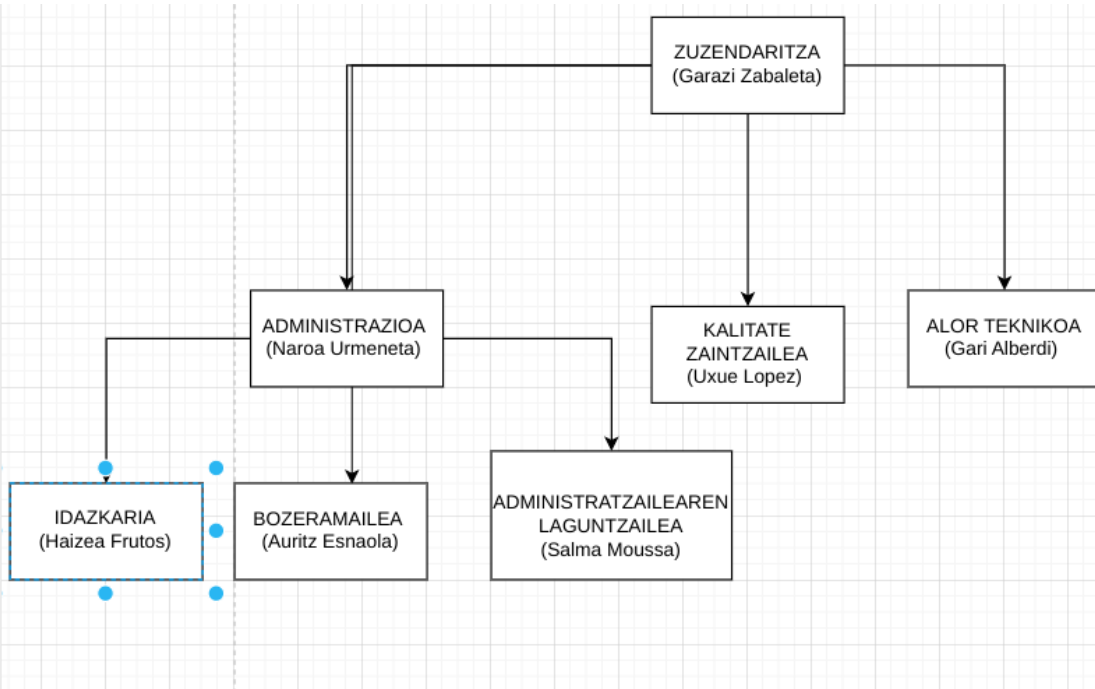 ZUZENDARITZA
(Garazi Zabaleta)
ADMINISTRAZIOA
(Naroa Urmeneta)
KALITATE
ZAINTZAILEA
(Uxue Lopez)
ALOR TEKNIKOA
(Gari Alberdi)
IDAZKARIA
(Haizea Frutos)
BOZERAMAILEA
(Auritz Esnaola)
ADMINISTRATZAILEAREN
LAGUNTZAILEA
(Salma Moussa)